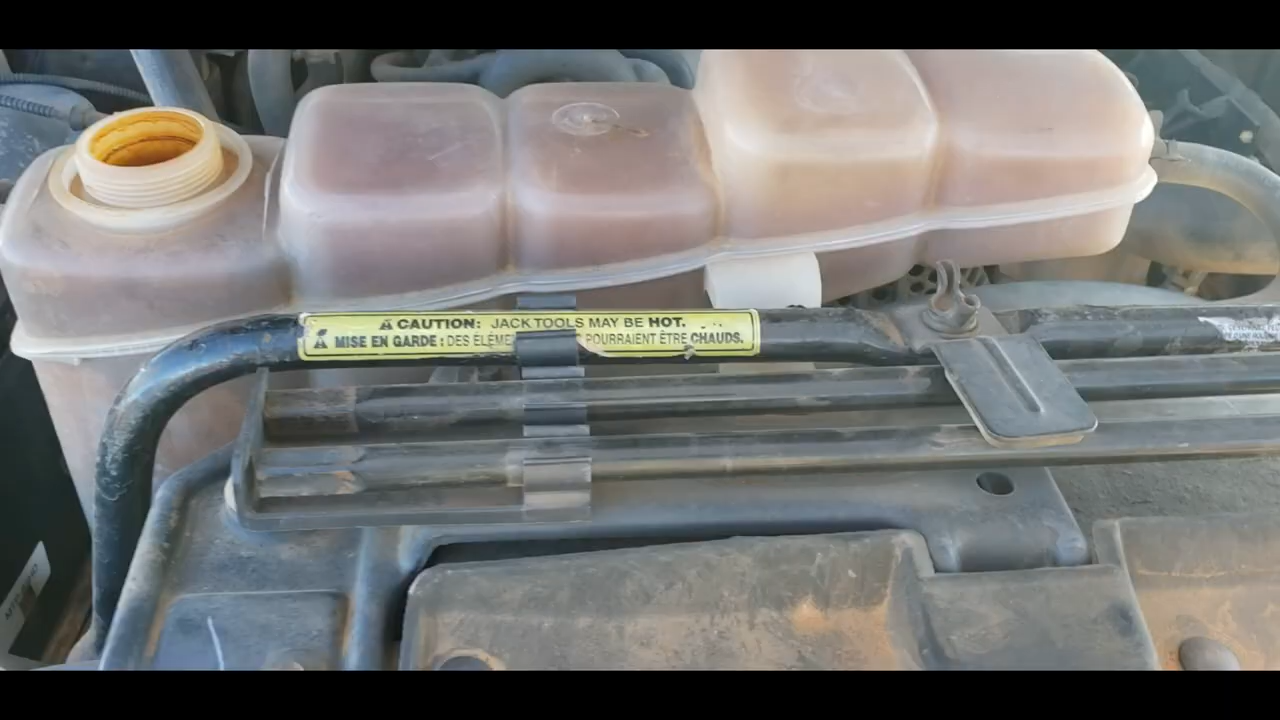 CAUTION: JACK TOOLS MAY BE HOT.
MISE EN GARDE: DES ÉLÉME POURRAIENT ÊTRE CHAUDS.